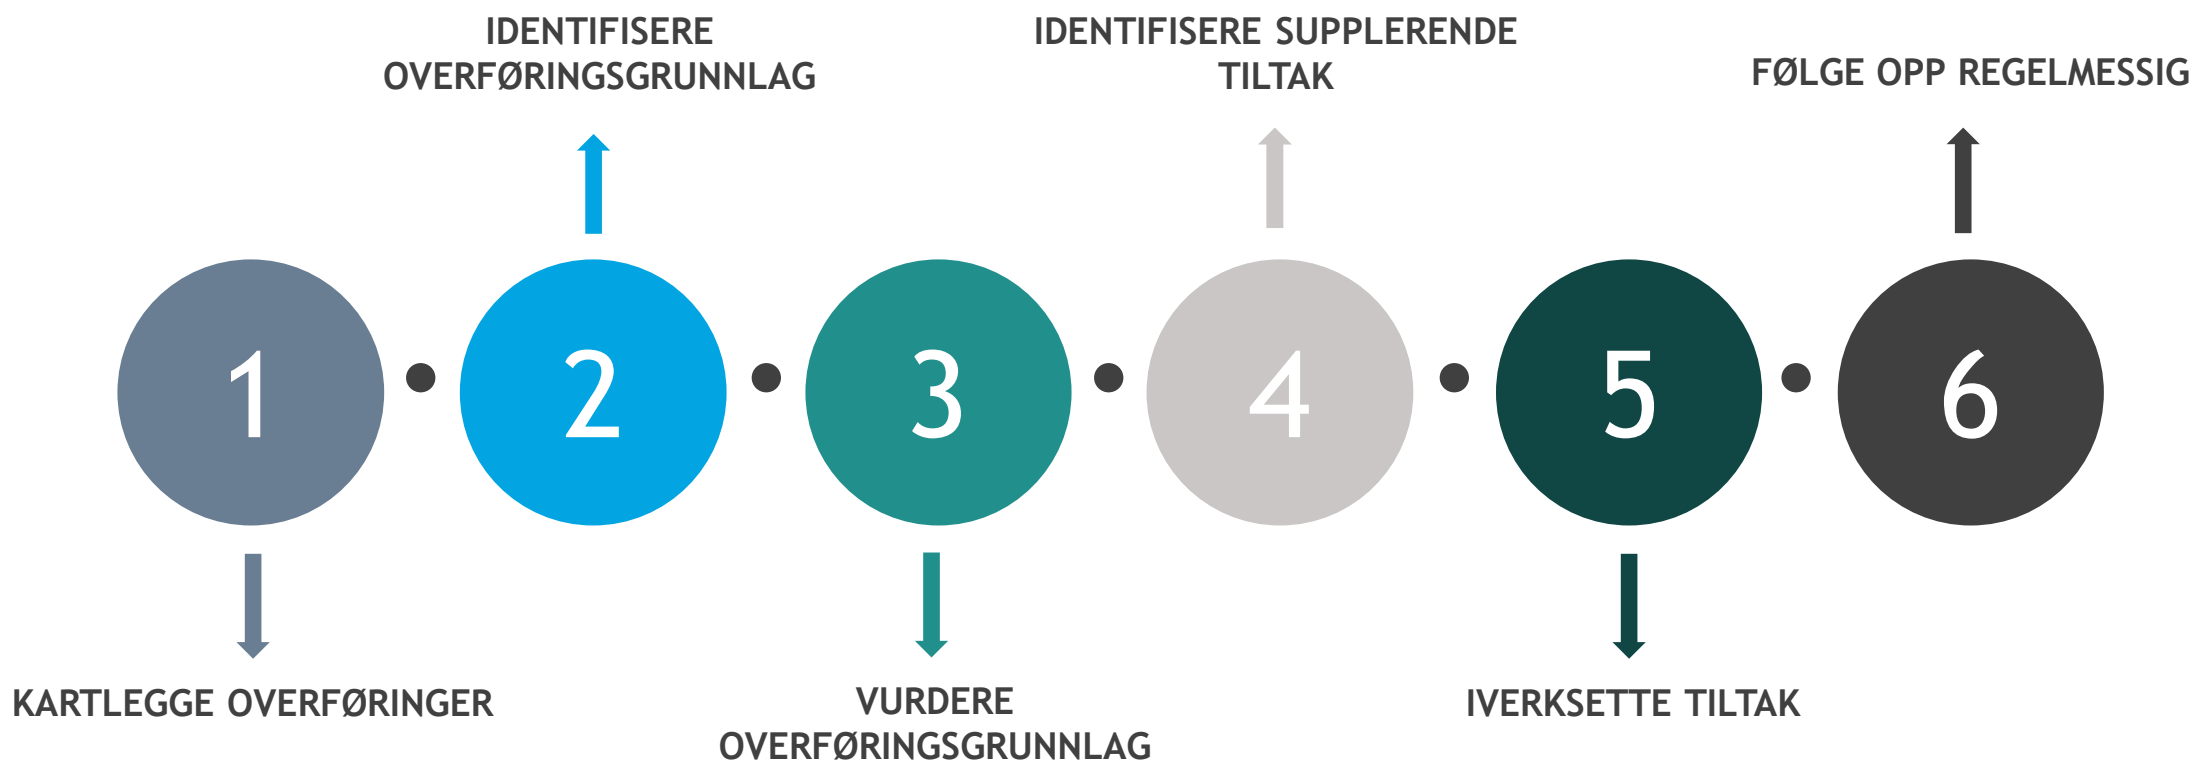 IDENTIFISERE
OVERFØRINGSGRUNNLAG
IDENTIFISERE SUPPLERENDE
TILTAK
FØLGE OPP REGELMESSIG
1
2
3
4
5
6
KARTLEGGE OVERFØRINGER
VURDERE
OVERFØRINGSGRUNNLAG
IVERKSETTE TILTAK